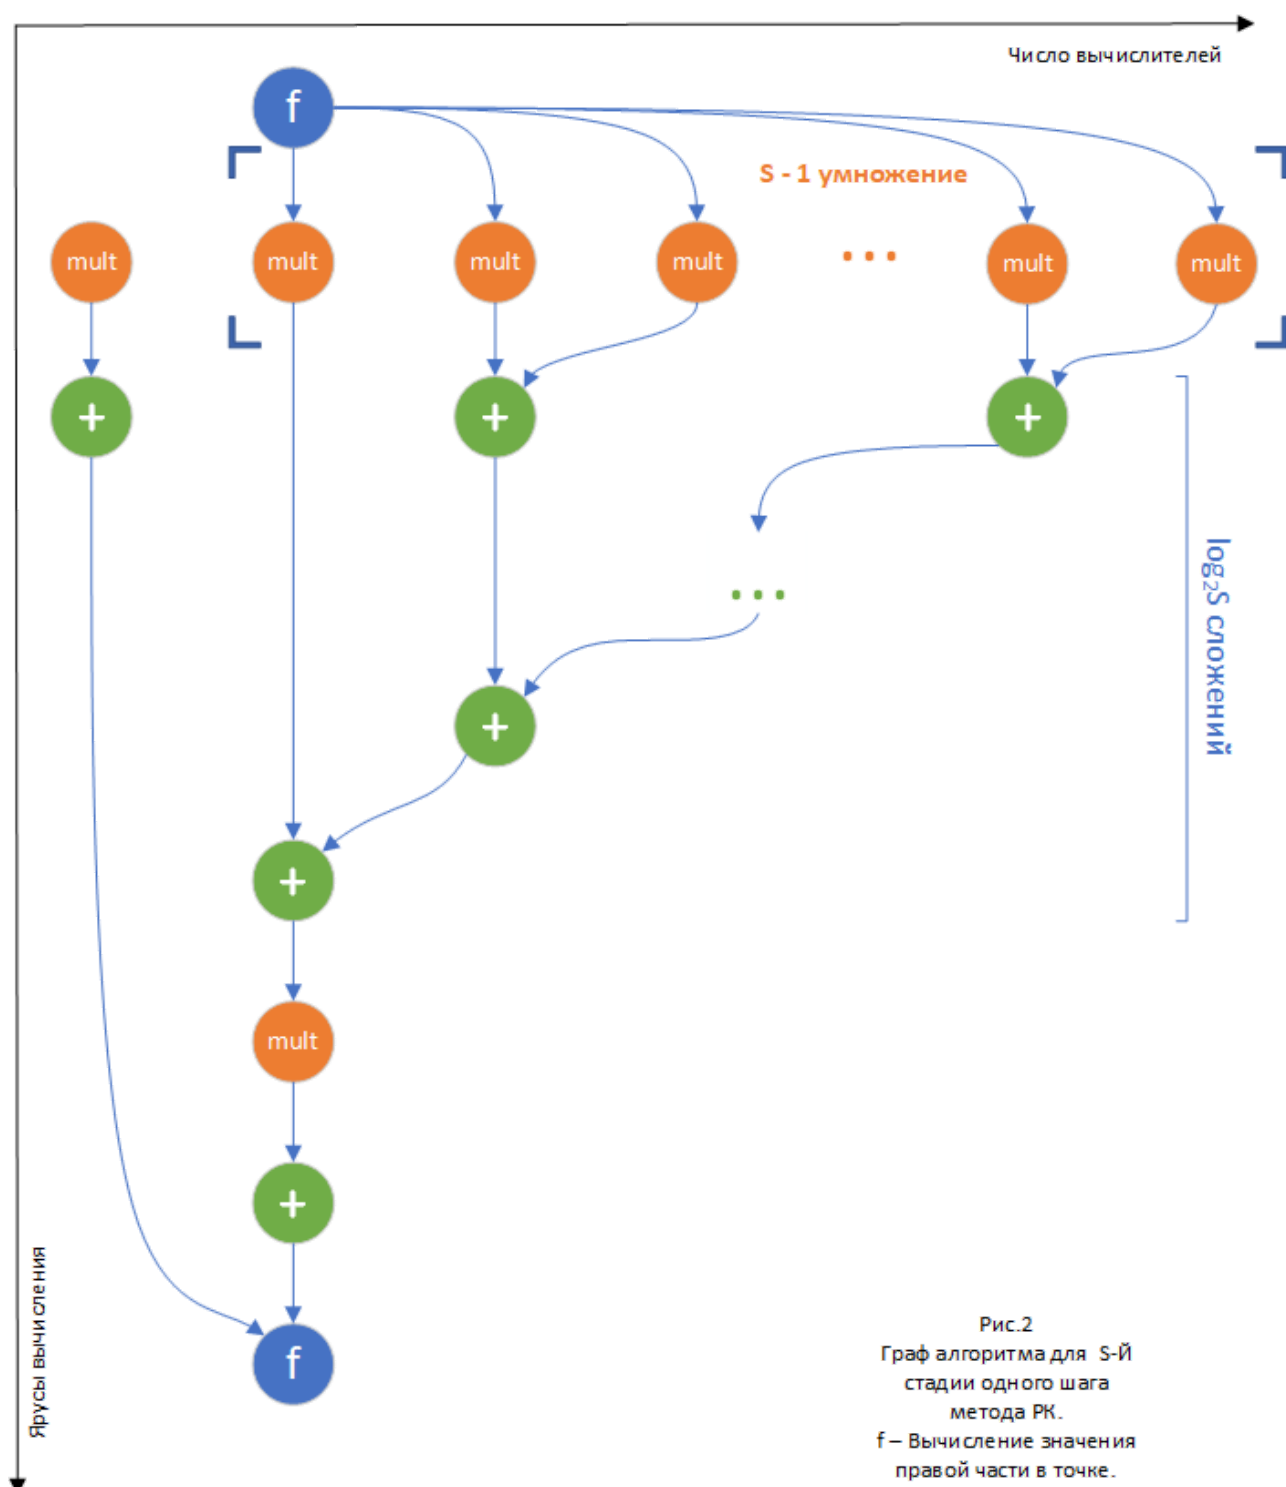 Число вычислителей
f
S - 1 умножение
mult mult mult mult ... mult mult
+ + +
log₂S сложений
...
+
+
mult
+
f
Ярусы вычисления
Рис.2
Граф алгоритма для S-Й
стадии одного шага
метода РК.
f – Вычисление значения
правой части в точке.